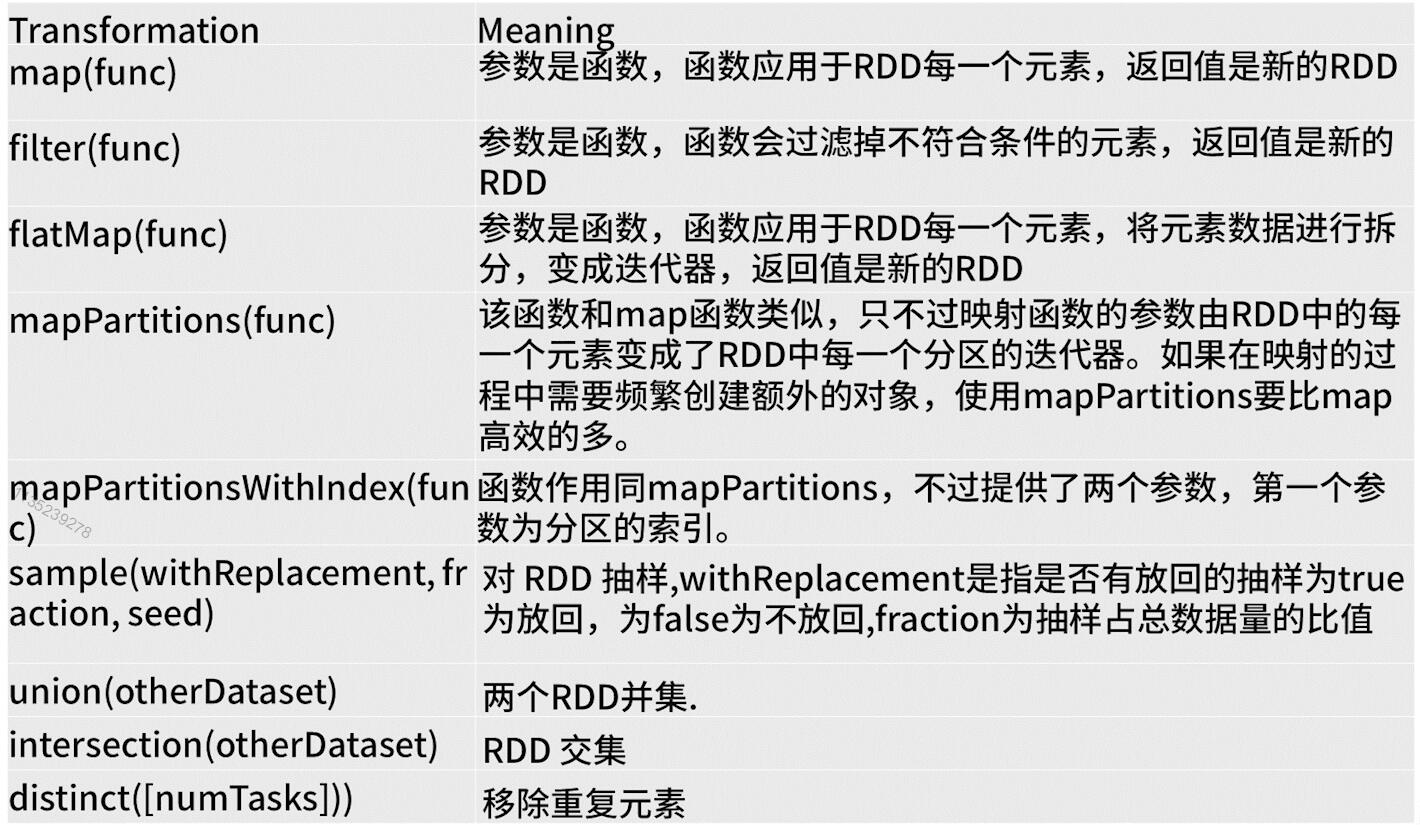 Transformation
Meaning
map(func)
参数是函数，函数应用于RDD每一个元素，返回值是新的RDD
filter(func)
参数是函数，函数会过滤掉不符合条件的元素，返回值是新的
RDD
flatMap(func)
参数是函数，函数应用于RDD每一个元素，将元素数据进行拆
分，变成迭代器，返回值是新的RDD
mapPartitions(func)
该函数和map函数类似，只不过映射函数的参数由RDD中的每
一个元素变成了RDD中每一个分区的迭代器。如果在映射的过
程中需要频繁创建额外的对象，使用mapPartitions要比map
高效的多。
mapPartitionsWithIndex(fun
c)
函数作用同mapPartitions，不过提供了两个参数，第一个参
数为分区的索引。
sample(withReplacement, fr
action, seed)
对 RDD 抽样,withReplacement是指是否有放回的抽样为true
为放回，为false为不放回,fraction为抽样占总数据量的比值
union(otherDataset)
两个RDD并集.
intersection(otherDataset)
RDD 交集
distinct([numTasks]))
移除重复元素